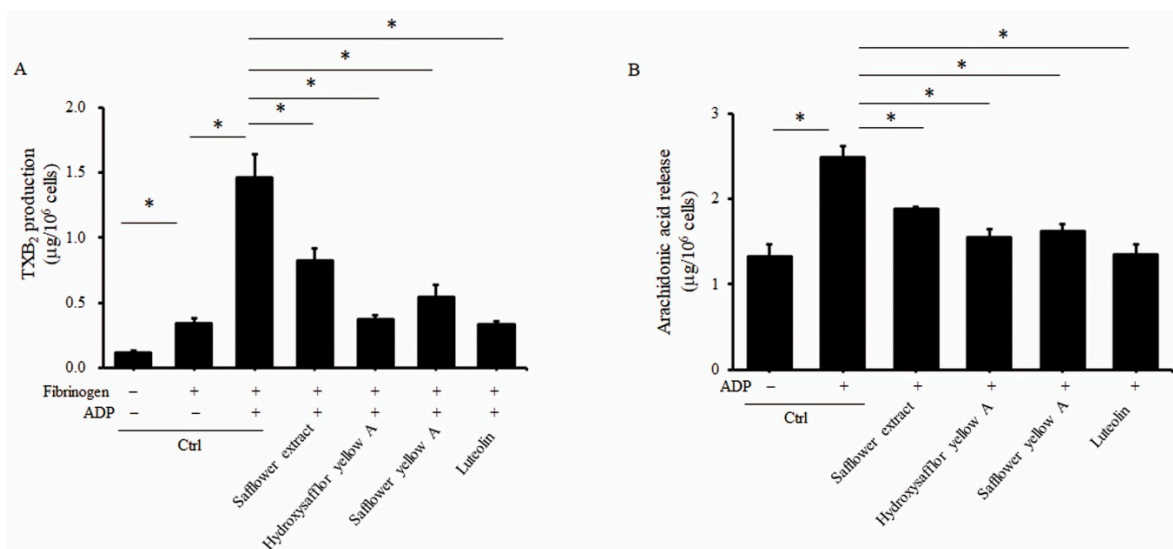 A
TXB₂ production
(μg/10⁶ cells)
2.0
1.5
1.0
0.5
0.0
*
*
*
*
*
*
Fibrinogen – + + + + + +
ADP – – + + + + +
Ctrl
Safflower extract
Hydroxysafflor yellow A
Safflower yellow A
Luteolin
B
Arachidonic acid release
(μg/10⁶ cells)
3
2
1
0
*
*
*
*
*
ADP – + + + + +
Ctrl
Safflower extract
Hydroxysafflor yellow A
Safflower yellow A
Luteolin